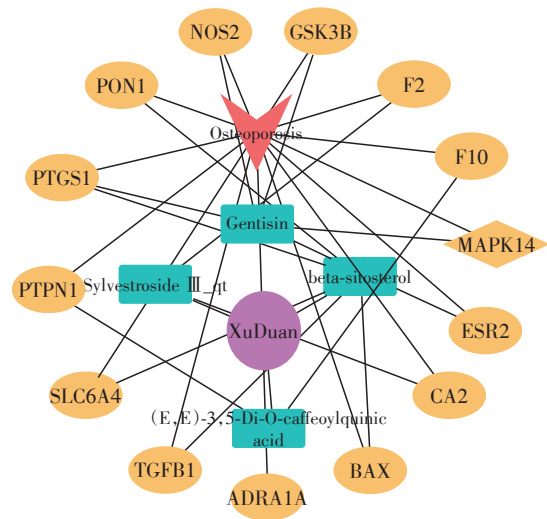 NOS2
GSK3B
PON1
F2
Osteoporosis
F10
PTGS1
Gentisin
MAPK14
Sylvestroside Ⅲ_qt
beta-sitosterol
PTPN1
XuDuan
ESR2
SLC6A4
CA2
(E,E)-3,5-Di-O-caffeoylquinic
acid
TGFB1
BAX
ADRA1A